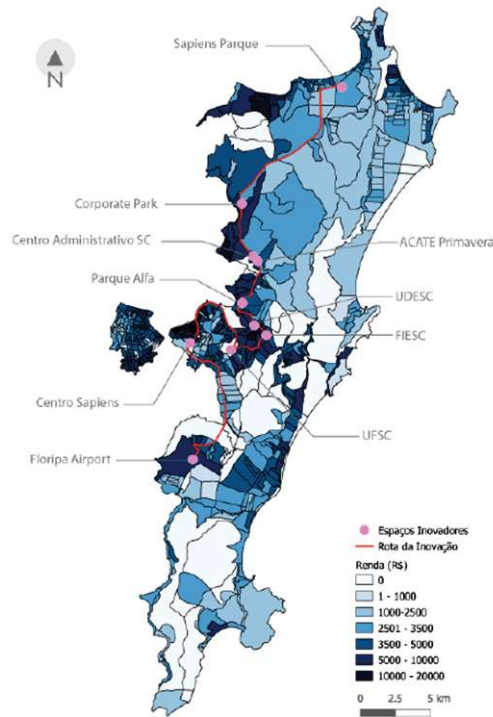 Sapiens Parque
N
Corporate Park
Centro Administrativo SC
ACATE Primavera
Parque Alfa
UDESC
FIESC
Centro Sapiens
UFSC
Floripa Airport
Espaços Inovadores
Rota da Inovação
Renda (R$)
0
1 - 1000
1000-2500
2501 - 3500
3500 - 5000
5000 - 10000
10000 - 20000
0 2.5 5 km